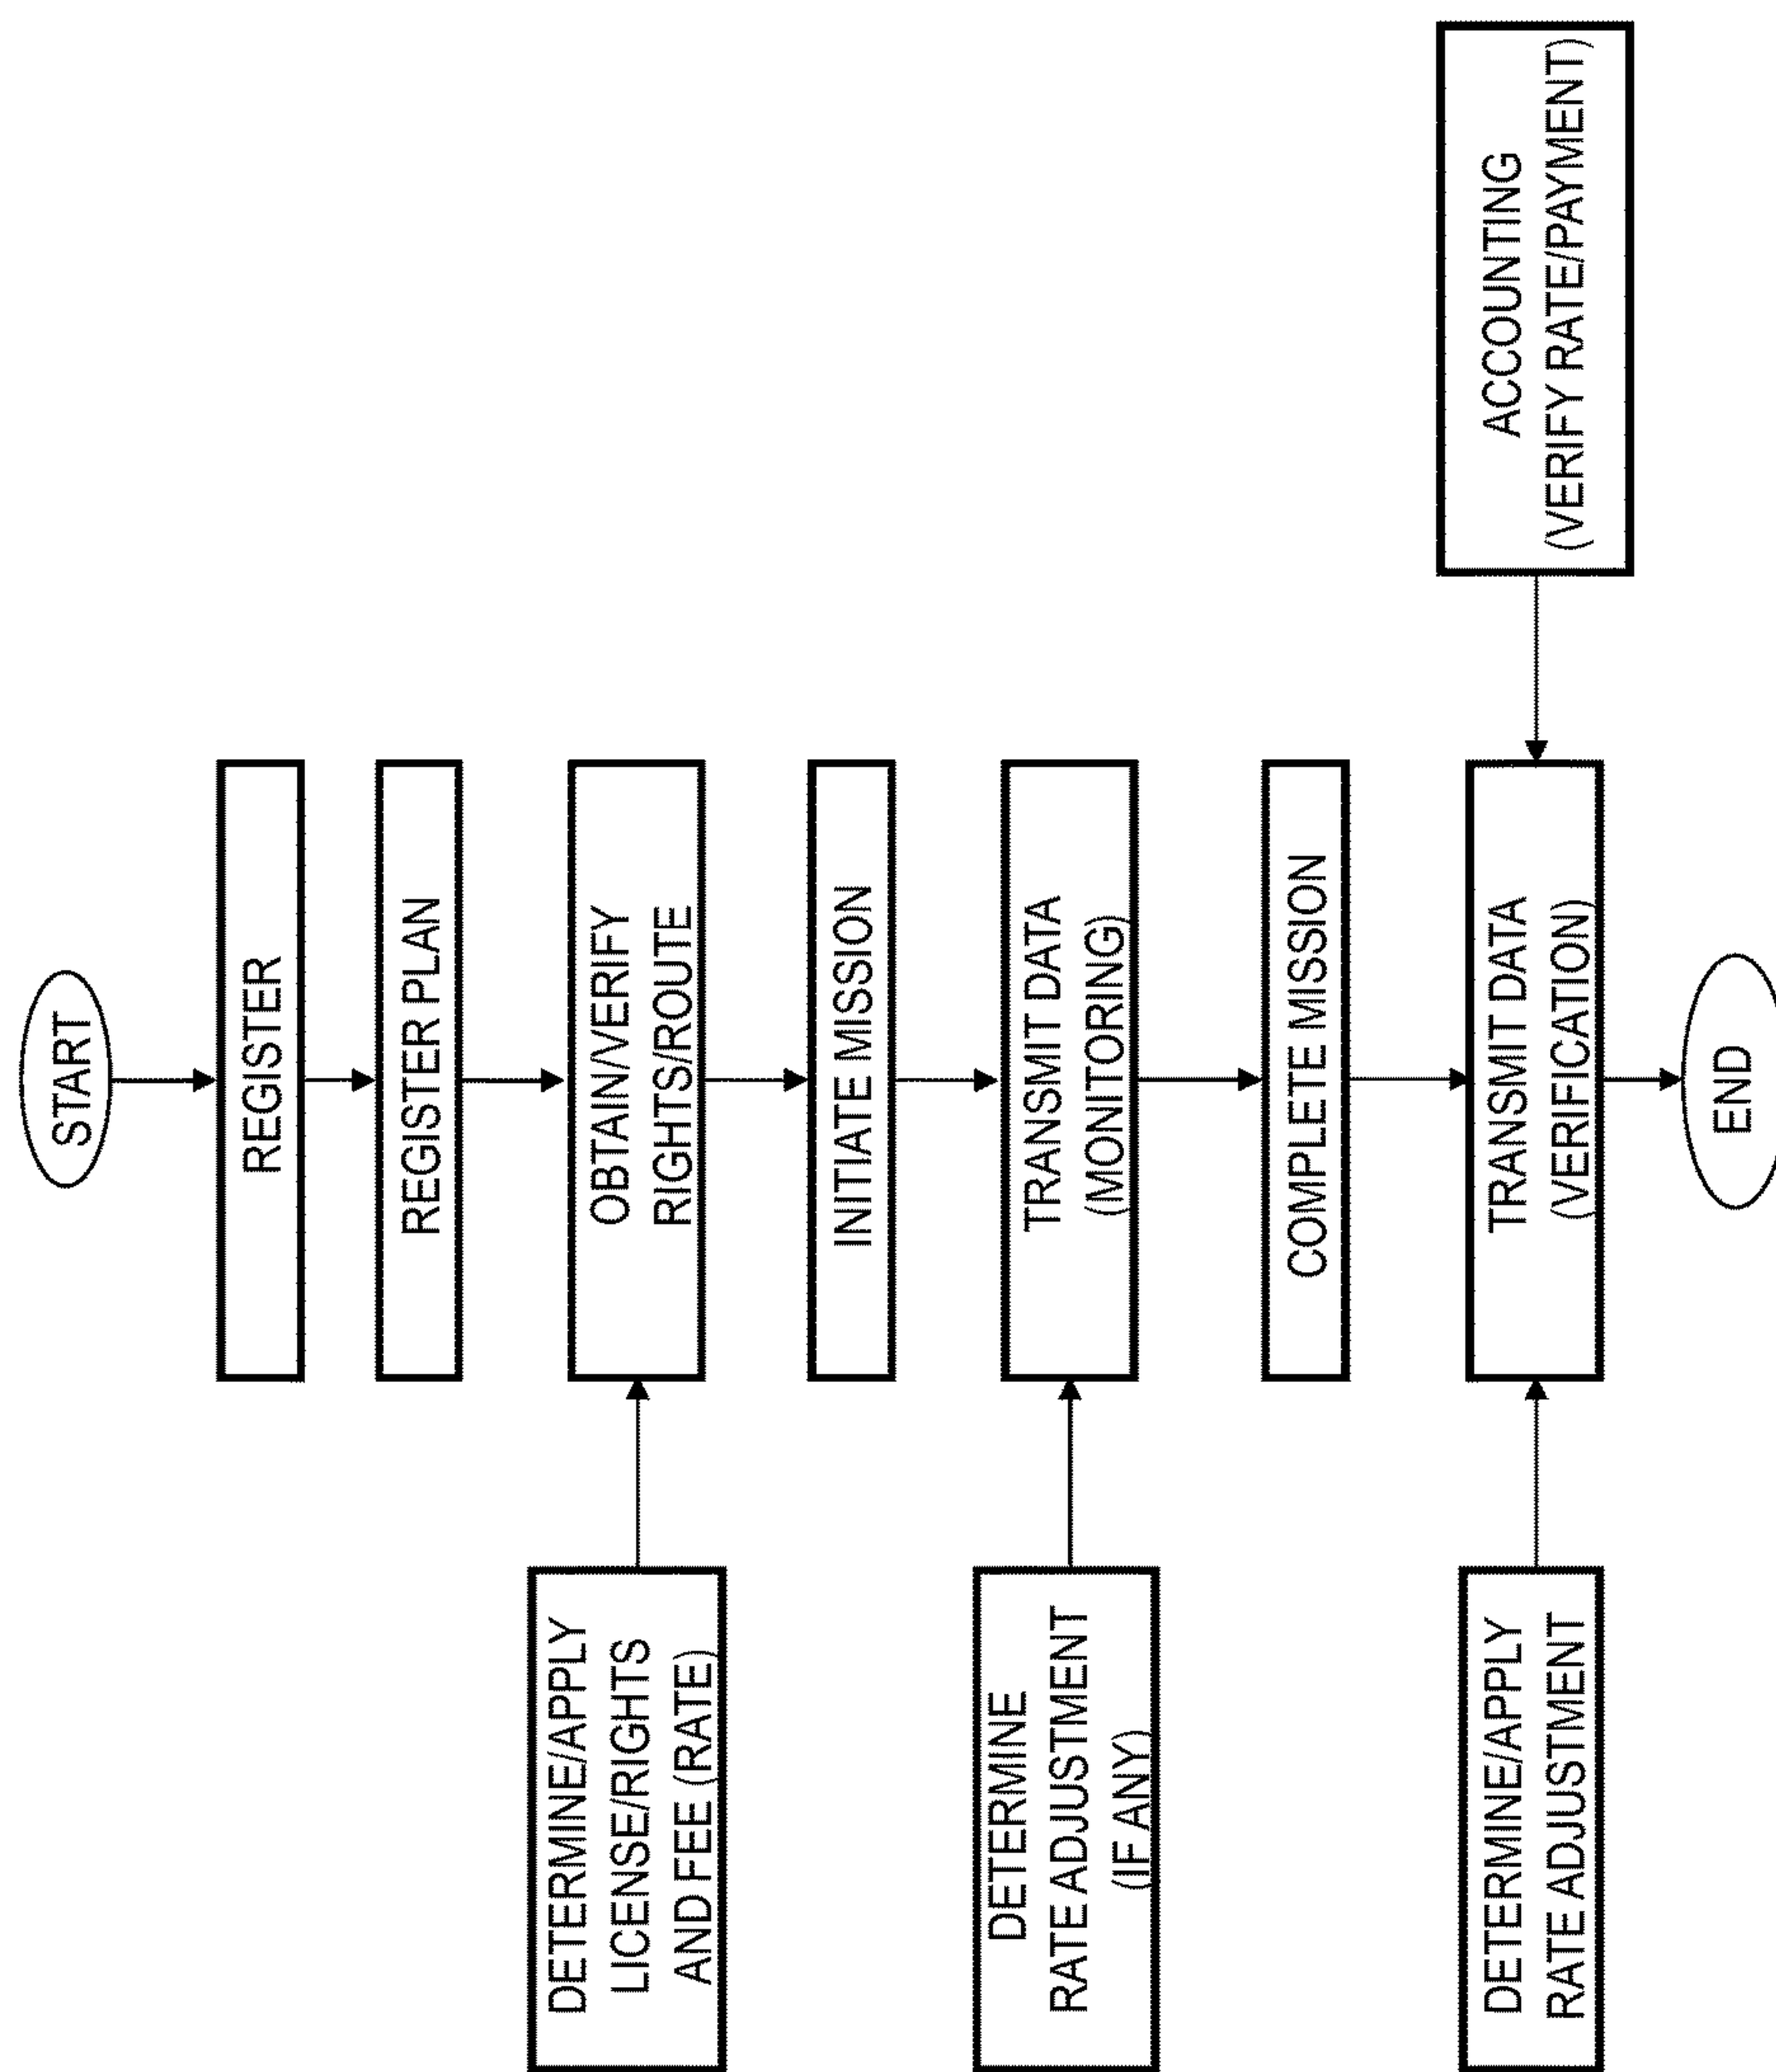 START
REGISTER
REGISTER PLAN
DETERMINE/APPLY
LICENSE/RIGHTS
AND FEE (RATE)
OBTAIN/VERIFY
RIGHTS/ROUTE
INITIATE MISSION
DETERMINE
RATE ADJUSTMENT
(IF ANY)
TRANSMIT DATA
(MONITORING)
COMPLETE MISSION
DETERMINE/APPLY
RATE ADJUSTMENT
TRANSMIT DATA
(VERIFICATION)
ACCOUNTING
(VERIFY RATE/PAYMENT)
END